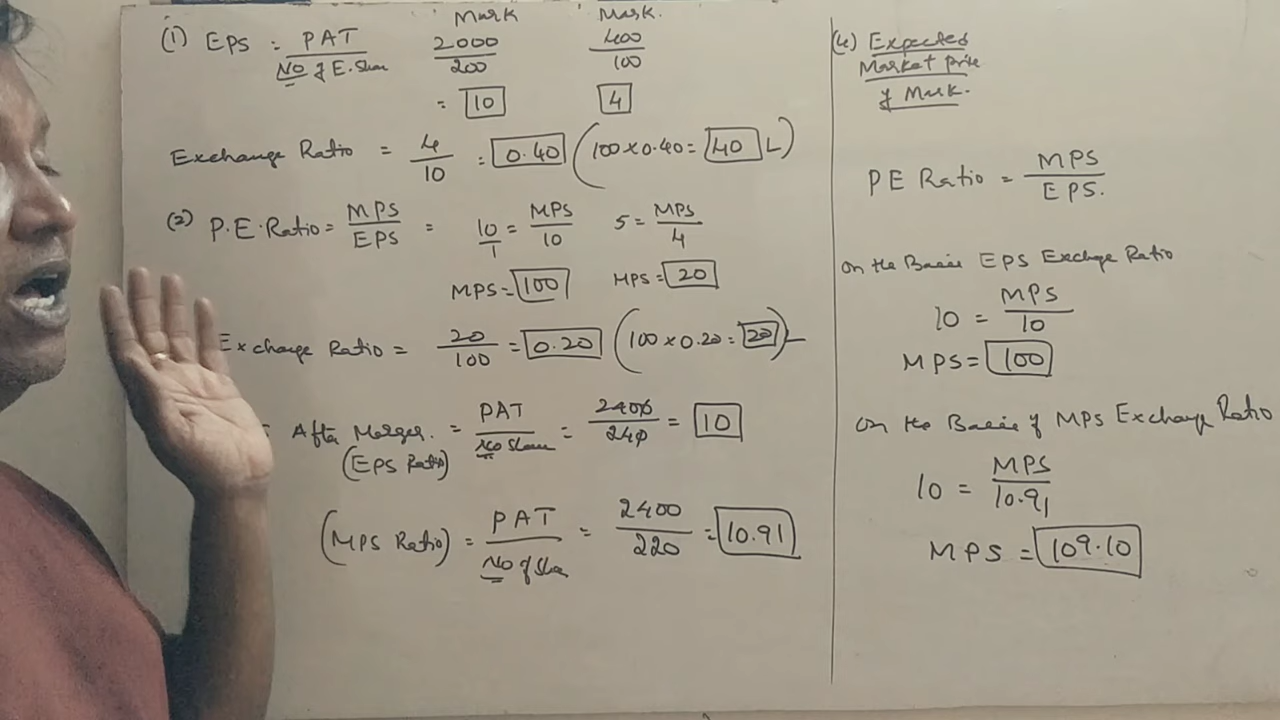 Mark Mark.
(1) EPS = PAT / No of E. Share 2000 / 200 400 / 100
= 10 4
Exchange Ratio = 4 / 10 = 0.40 (100 x 0.40 = 40 L)
(2) P.E. Ratio = MPS / EPS = 10 / 1 = MPS / 10 5 = MPS / 4
MPS = 100 MPS = 20
Exchange Ratio = 20 / 100 = 0.20 (100 x 0.20 = 20)
After Merger. = PAT / No Share = 2400 / 240 = 10
(EPS Ratio)
(MPS Ratio) = PAT / No of Share = 2400 / 220 = 10.91
(4) Expected
Market Price
of Mark.
PE Ratio = MPS / EPS.
On the Basis EPS Exchange Ratio
10 = MPS / 10
MPS = 100
On the Basis of MPS Exchange Ratio
10 = MPS / 10.91
MPS = 109.10